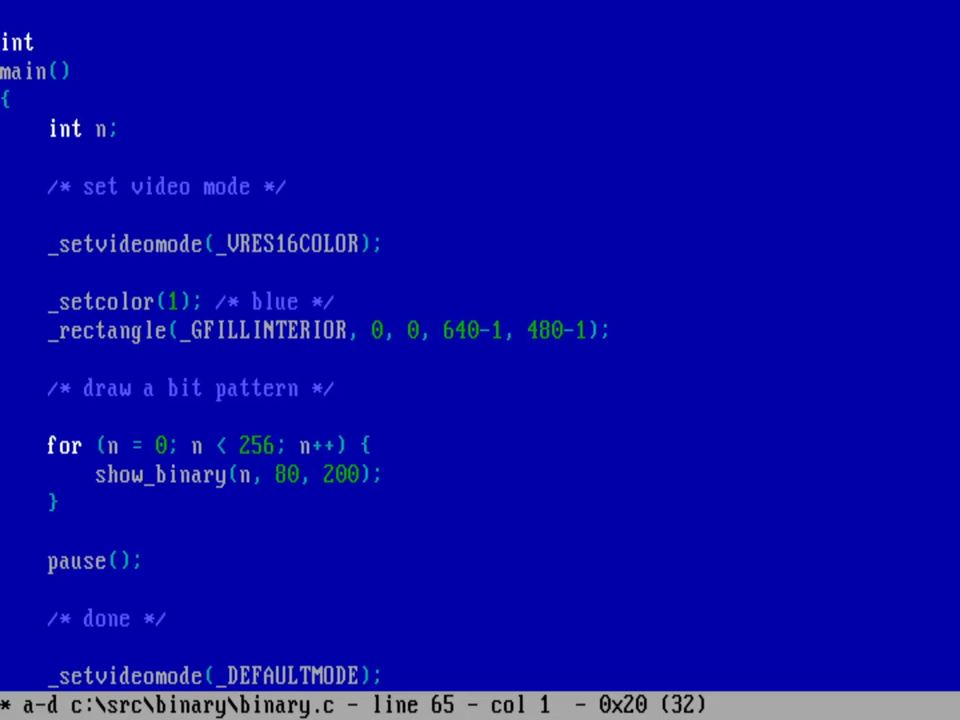 int
main()
{
    int n;
    /* set video mode */
    _setvideomode(_VRES16COLOR);
    _setcolor(1); /* blue */
    _rectangle(_GFILLINTERIOR, 0, 0, 640-1, 480-1);
    /* draw a bit pattern */
    for (n = 0; n < 256; n++) {
        show_binary(n, 80, 200);
    }
    pause();
    /* done */
    _setvideomode(_DEFAULTMODE);
* a-d c:\src\binary\binary.c - line 65 - col 1  - 0x20 (32)